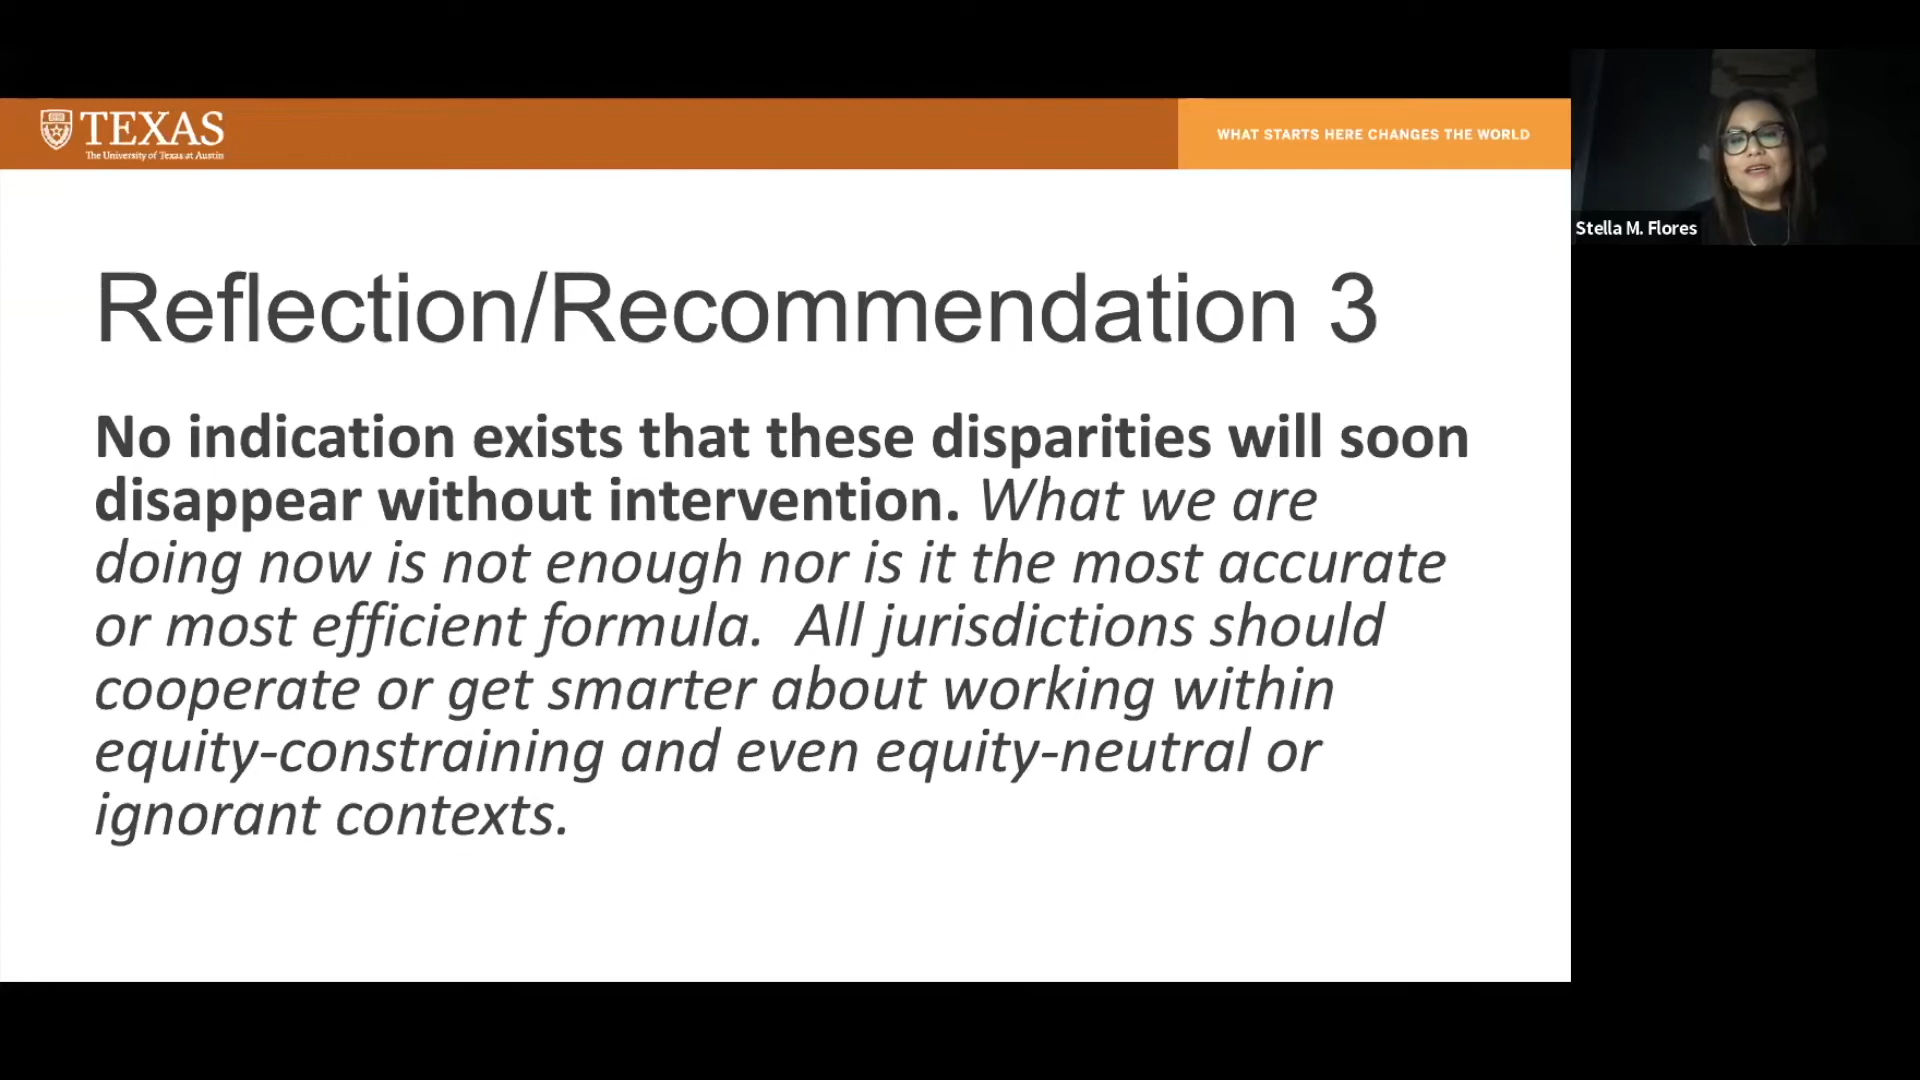 TEXAS
The University of Texas at Austin
WHAT STARTS HERE CHANGES THE WORLD
Stella M. Flores
Reflection/Recommendation 3
No indication exists that these disparities will soon
disappear without intervention. What we are
doing now is not enough nor is it the most accurate
or most efficient formula.  All jurisdictions should
cooperate or get smarter about working within
equity-constraining and even equity-neutral or
ignorant contexts.